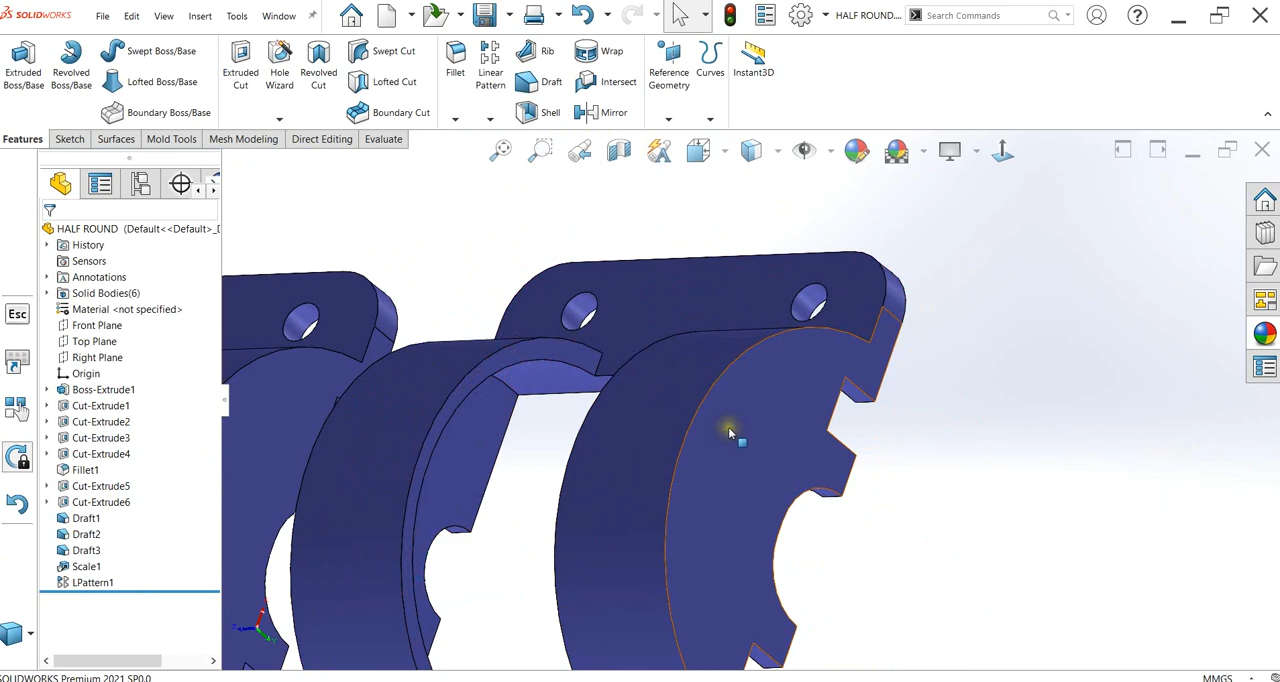 SOLIDWORKS File Edit View Insert Tools Window HALF ROUND.... Search Commands
Extruded Boss/Base
Revolved Boss/Base
Swept Boss/Base
Lofted Boss/Base
Boundary Boss/Base
Extruded Cut
Hole Wizard
Revolved Cut
Swept Cut
Lofted Cut
Boundary Cut
Fillet
Linear Pattern
Rib
Draft
Shell
Wrap
Intersect
Mirror
Reference Geometry
Curves
Instant3D
Features Sketch Surfaces Mold Tools Mesh Modeling Direct Editing Evaluate
HALF ROUND (Default<<Default>_D
History
Sensors
Annotations
Solid Bodies(6)
Material <not specified>
Front Plane
Top Plane
Right Plane
Origin
Boss-Extrude1
Cut-Extrude1
Cut-Extrude2
Cut-Extrude3
Cut-Extrude4
Fillet1
Cut-Extrude5
Cut-Extrude6
Draft1
Draft2
Draft3
Scale1
LPattern1
Esc
SOLIDWORKS Premium 2021 SP0.0
MMGS